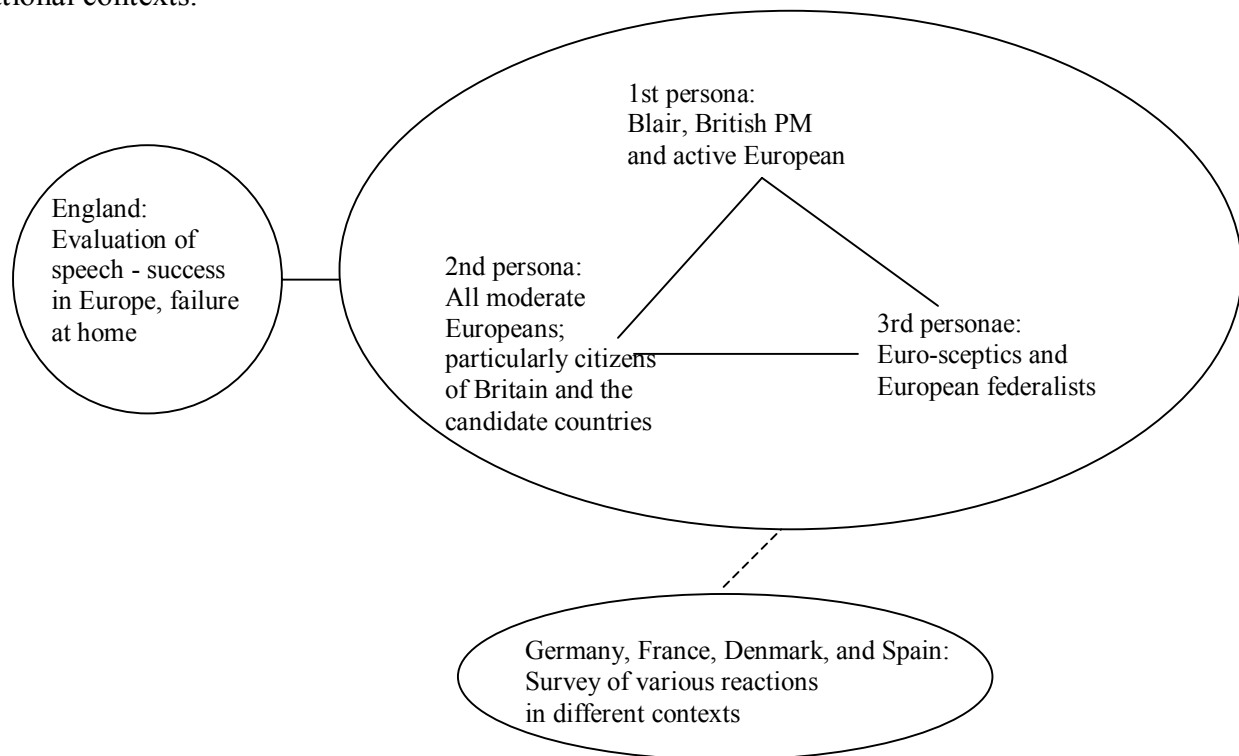 contexts.
1st persona:
Blair, British PM
and active European
England:
Evaluation of
speech - success
in Europe, failure
at home
2nd persona:
All moderate
Europeans;
particularly citizens
of Britain and the
candidate countries
3rd personae:
Euro-sceptics and
European federalists
Germany, France, Denmark, and Spain:
Survey of various reactions
in different contexts